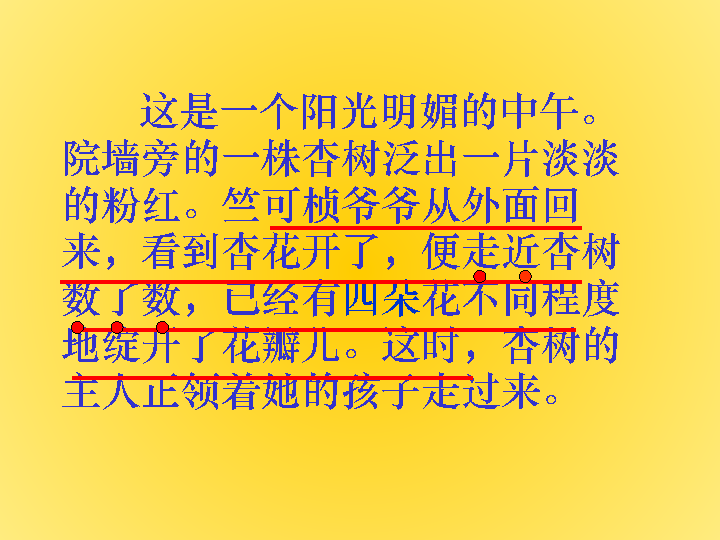 这是一个阳光明媚的中午。
院墙旁的一株杏树泛出一片淡淡
的粉红。竺可桢爷爷从外面回
来，看到杏花开了，便走近杏树
数了数，已经有四朵花不同程度
地绽开了花瓣儿。这时，杏树的
主人正领着她的孩子走过来。